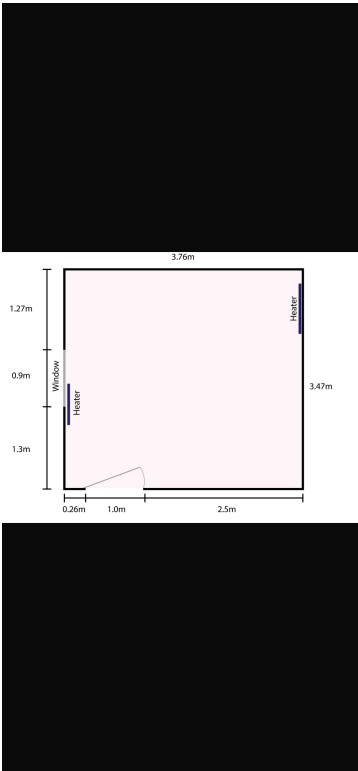 3.76m
1.27m
Heater
0.9m
Window
Heater
3.47m
1.3m
0.26m
1.0m
2.5m